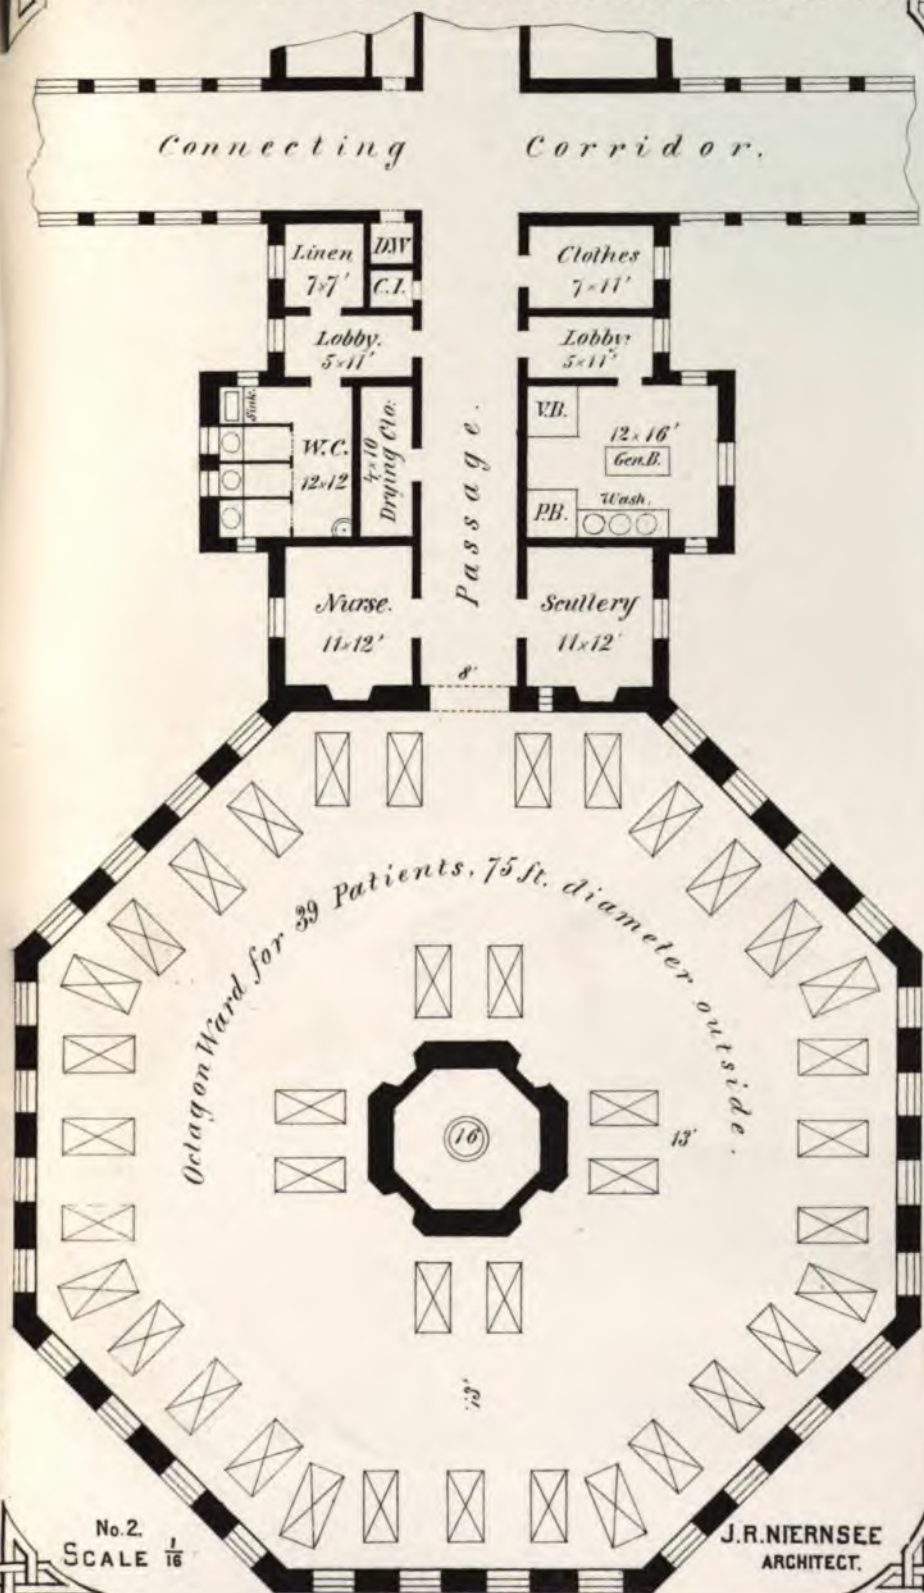 Connecting Corridor.
Linen
7×7'
D.W
C.I.
Clothes
7×11'
Lobby.
5×11'
Lobby:
5×11'
Sink.
W.C.
12×12
4×10
Drying Clo:
Passage.
V.B.
12×16'
Gen.B.
Wash.
P.B.
Nurse.
11×12'
Scullery
11×12'
8'
Octagon Ward for 39 Patients, 75 ft. diameter outside.
16
13'
13'
No. 2.
SCALE 1/16
J.R. NIERNSEE
ARCHITECT.